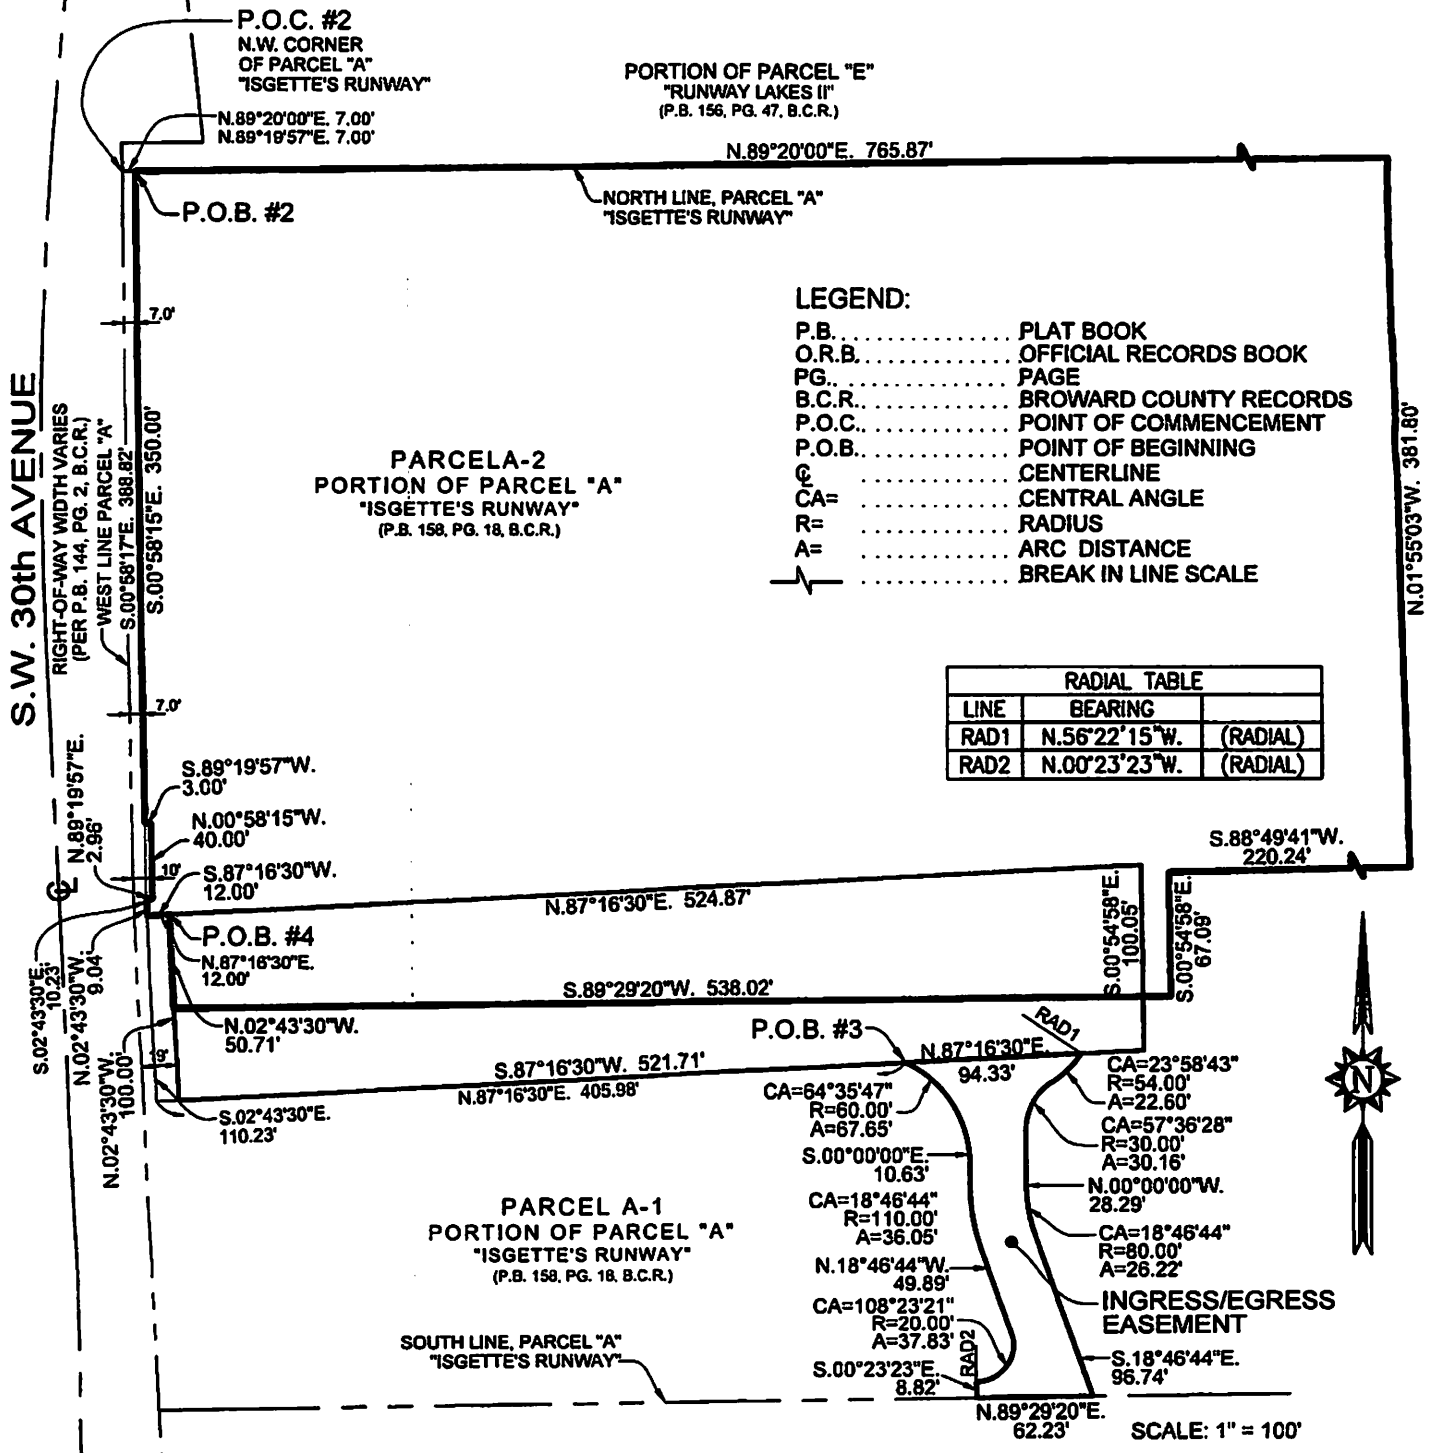 P.O.C. #2
N.W. CORNER
OF PARCEL "A"
"ISGETTE'S RUNWAY"
N.89°20'00"E. 7.00'
N.89°19'57"E. 7.00'
PORTION OF PARCEL "E"
"RUNWAY LAKES II"
(P.B. 156, PG. 47, B.C.R.)
N.89°20'00"E. 765.87'
NORTH LINE, PARCEL "A"
"ISGETTE'S RUNWAY"
P.O.B. #2
7.0'
S.W. 30th AVENUE
RIGHT-OF-WAY WIDTH VARIES
(PER P.B. 144, PG. 2, B.C.R.)
WEST LINE PARCEL "A"
S.00°58'17"E. 388.82'
S.00°58'15"E. 350.00'
LEGEND:
P.B. PLAT BOOK
O.R.B. OFFICIAL RECORDS BOOK
PG. PAGE
B.C.R. BROWARD COUNTY RECORDS
P.O.C. POINT OF COMMENCEMENT
P.O.B. POINT OF BEGINNING
℄ CENTERLINE
CA= CENTRAL ANGLE
R= RADIUS
A= ARC DISTANCE
BREAK IN LINE SCALE
N.01°55'03"W. 381.80'
PARCELA-2
PORTION OF PARCEL "A"
"ISGETTE'S RUNWAY"
(P.B. 158, PG. 18, B.C.R.)
RADIAL TABLE
LINE BEARING
RAD1 N.56°22'15"W. (RADIAL)
RAD2 N.00°23'23"W. (RADIAL)
7.0'
S.89°19'57"W.
3.00'
N.89°19'57"E.
2.96'
N.00°58'15"W.
40.00'
10'
S.87°16'30"W.
12.00'
℄
S.88°49'41"W.
220.24'
N.87°16'30"E. 524.87'
S.00°54'58"E.
100.05'
S.00°54'58"E.
67.09'
P.O.B. #4
N.87°16'30"E.
12.00'
S.02°43'30"E.
10.23'
N.02°43'30"W.
9.04'
S.89°29'20"W. 538.02'
N.02°43'30"W.
50.71'
N.02°43'30"W.
100.00'
19'
P.O.B. #3
RAD1
N.87°16'30"E.
94.33'
S.87°16'30"W. 521.71'
N.87°16'30"E. 405.98'
S.02°43'30"E.
110.23'
CA=64°35'47"
R=60.00'
A=67.65'
CA=23°58'43"
R=54.00'
A=22.60'
CA=57°36'28"
R=30.00'
A=30.16'
S.00°00'00"E.
10.63'
N.00°00'00"W.
28.29'
CA=18°46'44"
R=110.00'
A=36.05'
CA=18°46'44"
R=80.00'
A=26.22'
N
PARCEL A-1
PORTION OF PARCEL "A"
"ISGETTE'S RUNWAY"
(P.B. 158, PG. 18, B.C.R.)
N.18°46'44"W.
49.89'
INGRESS/EGRESS
EASEMENT
CA=108°23'21"
R=20.00'
A=37.83'
RAD2
SOUTH LINE, PARCEL "A"
"ISGETTE'S RUNWAY"
S.00°23'23"E.
8.82'
S.18°46'44"E.
96.74'
N.89°29'20"E.
62.23'
SCALE: 1" = 100'